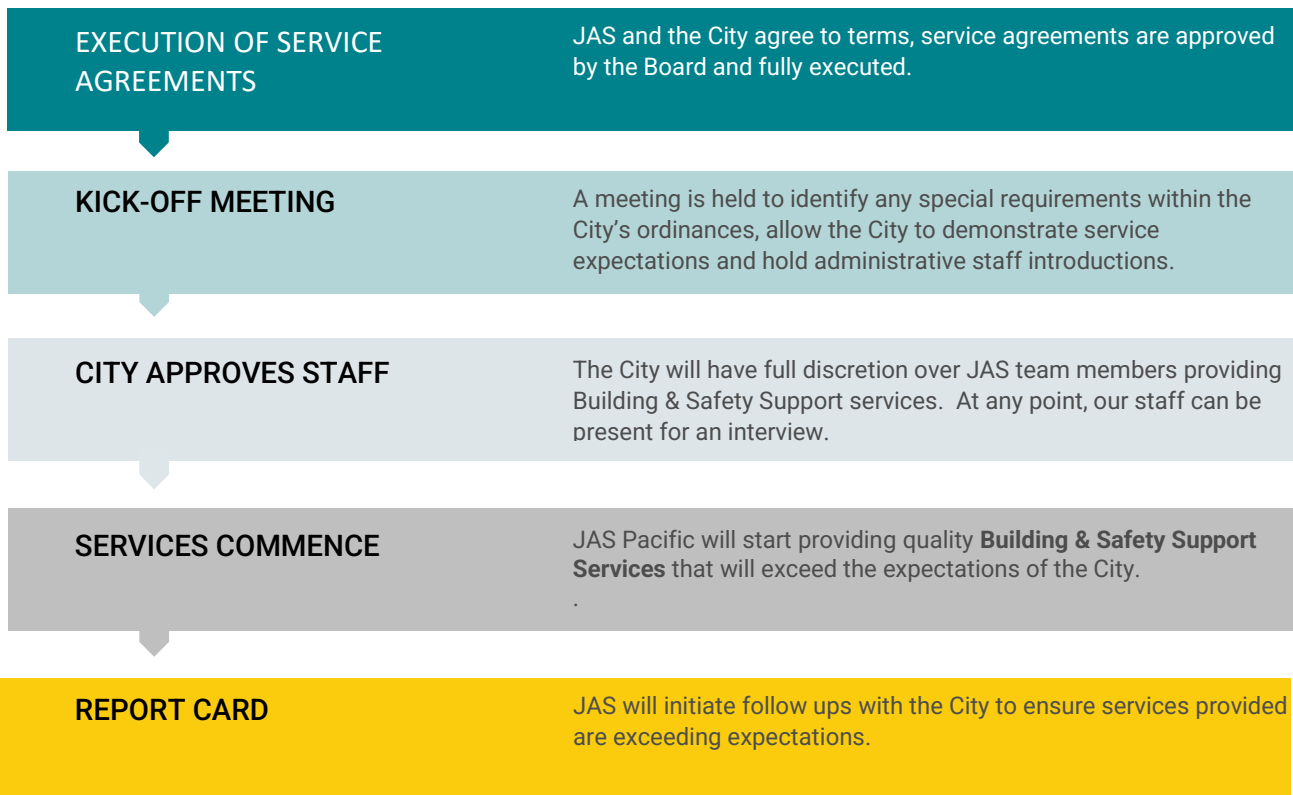 EXECUTION OF SERVICE
AGREEMENTS
JAS and the City agree to terms, service agreements are approved
by the Board and fully executed.
KICK-OFF MEETING
A meeting is held to identify any special requirements within the
City’s ordinances, allow the City to demonstrate service
expectations and hold administrative staff introductions.
CITY APPROVES STAFF
The City will have full discretion over JAS team members providing
Building & Safety Support services.  At any point, our staff can be
present for an interview.
SERVICES COMMENCE
JAS Pacific will start providing quality Building & Safety Support
Services that will exceed the expectations of the City.
.
REPORT CARD
JAS will initiate follow ups with the City to ensure services provided
are exceeding expectations.